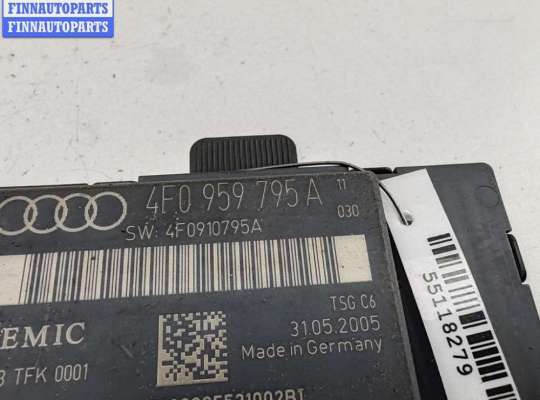 FINNAUTOPARTS
FINNAUTOPARTS
4F0 959 795 A
11
030
SW: 4F0910795A
TSG C6
31.05.2005
Made in Germany
EMIC
TFK 0001
55118279